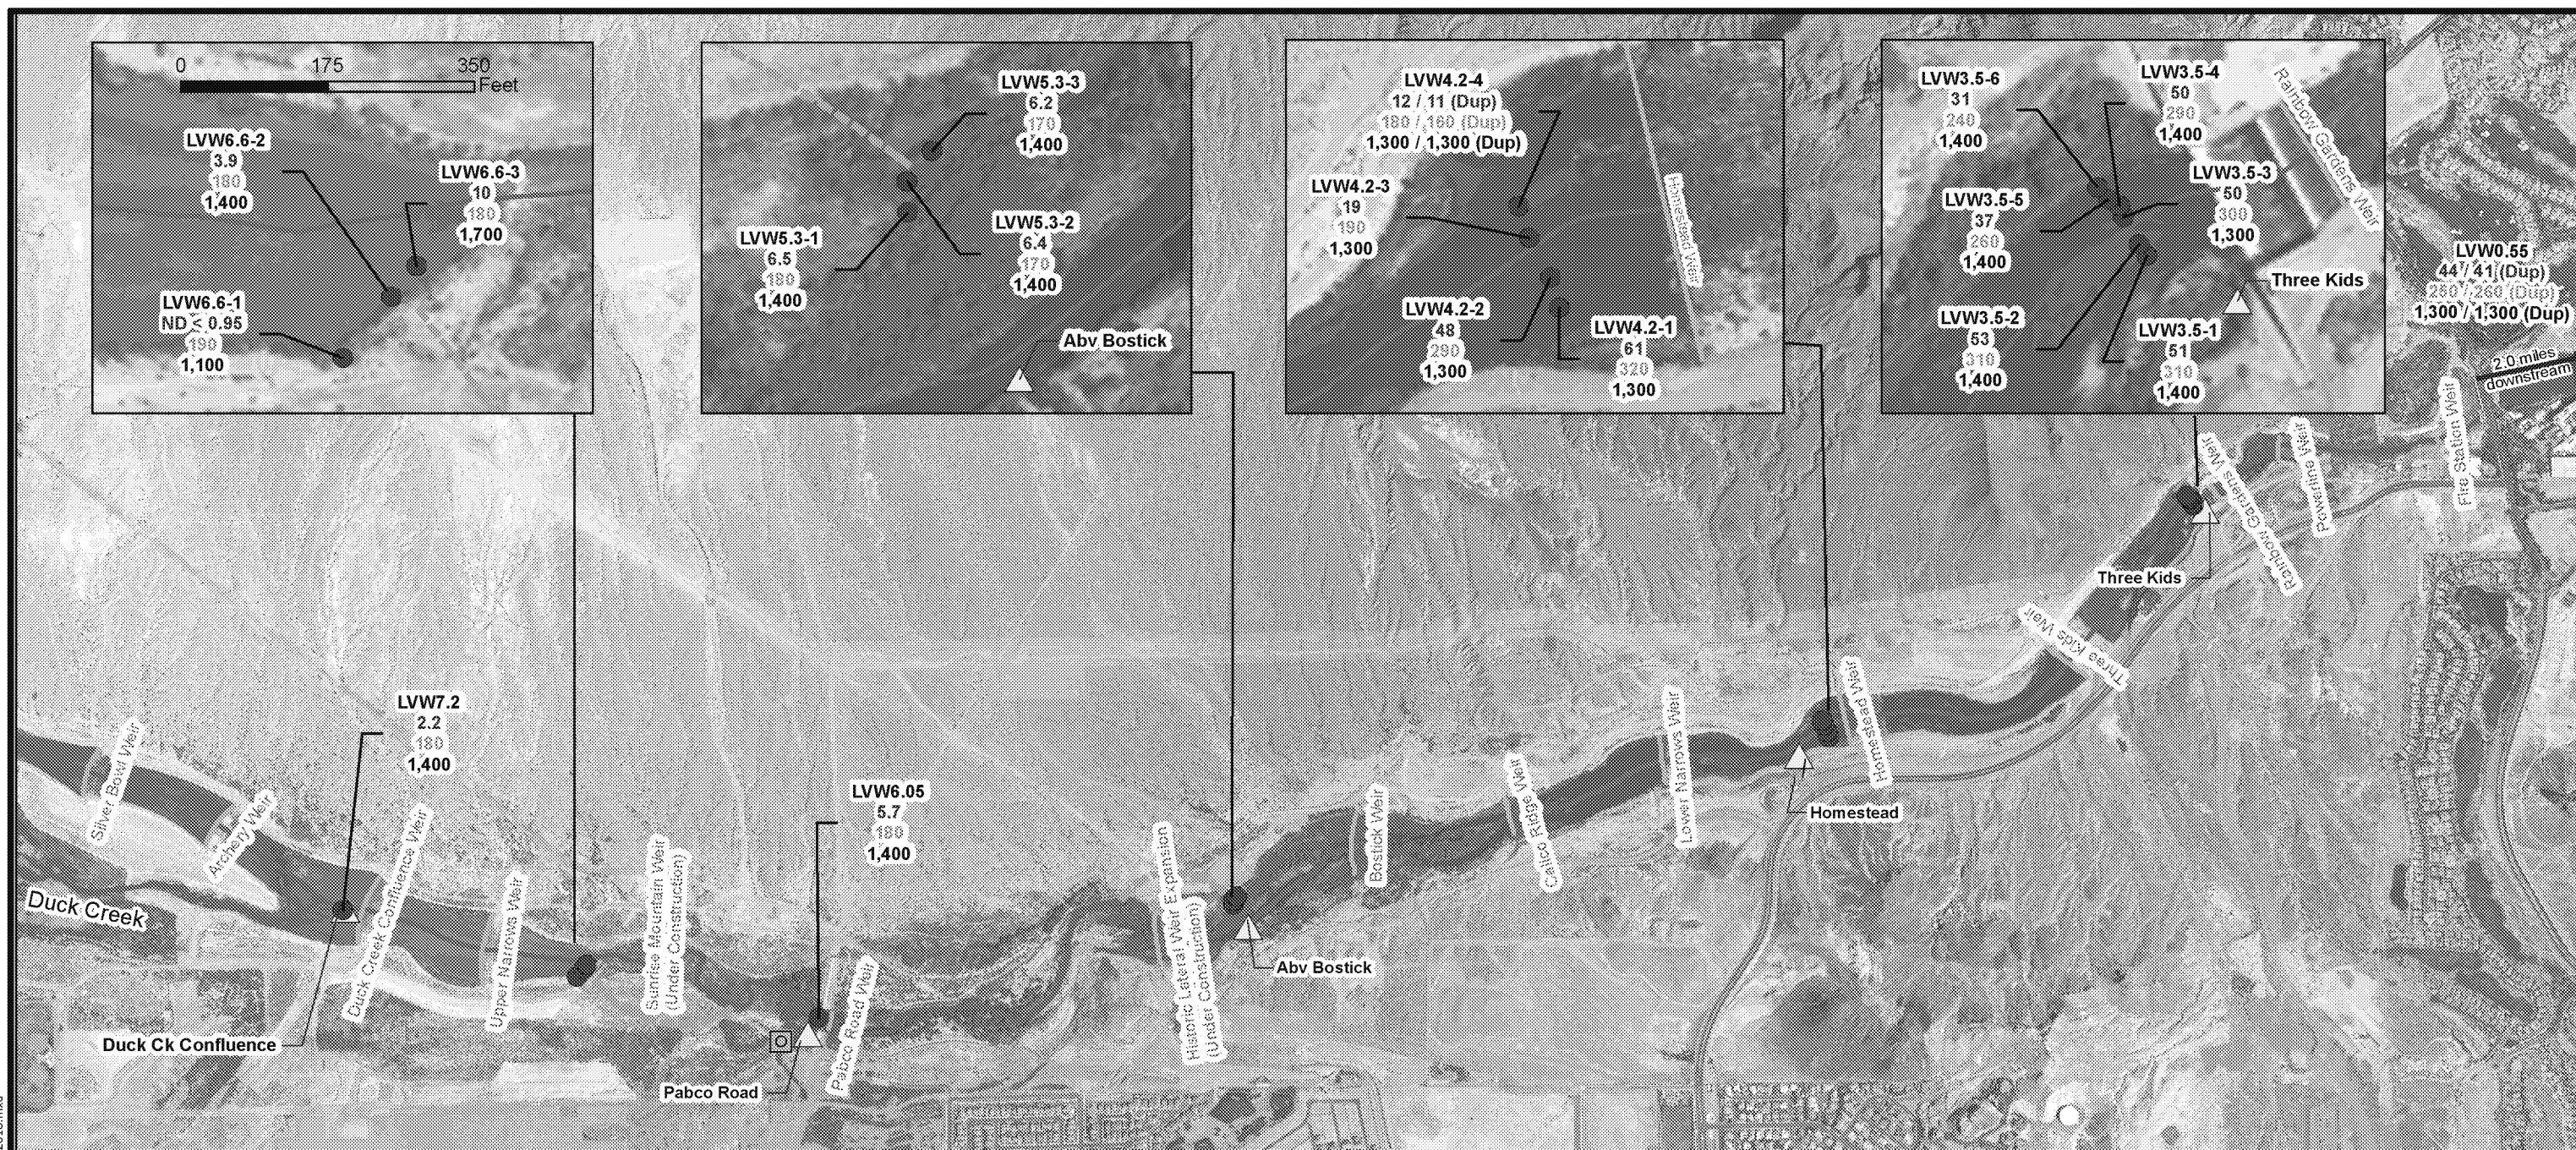 0 175 350
Feet
LVW6.6-2
3.9
180
1,400
LVW6.6-3
10
180
1,700
LVW6.6-1
ND < 0.95
190
1,100
LVW5.3-3
6.2
170
1,400
LVW5.3-1
6.5
180
1,400
LVW5.3-2
6.4
170
1,400
Abv Bostick
LVW4.2-4
12 / 11 (Dup)
180 / 160 (Dup)
1,300 / 1,300 (Dup)
LVW4.2-3
19
190
1,300
LVW4.2-2
48
290
1,300
LVW4.2-1
61
320
1,300
Homestead Weir
LVW3.5-6
31
240
1,400
LVW3.5-4
50
290
1,400
LVW3.5-5
37
260
1,400
LVW3.5-3
50
300
1,300
LVW3.5-2
53
310
1,400
LVW3.5-1
51
310
1,400
Rainbow Gardens Weir
Three Kids
LVW0.55
44 / 41 (Dup)
260 / 260 (Dup)
1,300 / 1,300 (Dup)
2.0 miles
downstream
Fire Station Weir
Powerline Weir
Rainbow Gardens Weir
Three Kids
Three Kids Weir
Homestead Weir
Homestead
Lower Narrows Weir
Calico Ridge Weir
Bostick Weir
Abv Bostick
Historic Lateral Weir Expansion
(Under Construction)
LVW6.05
5.7
180
1,400
Pabco Road Weir
Pabco Road
Sunrise Mountain Weir
(Under Construction)
Upper Narrows Weir
Duck Creek Confluence Weir
LVW7.2
2.2
180
1,400
Archery Weir
Silver Bowl Weir
Duck Creek
Duck Ck Confluence